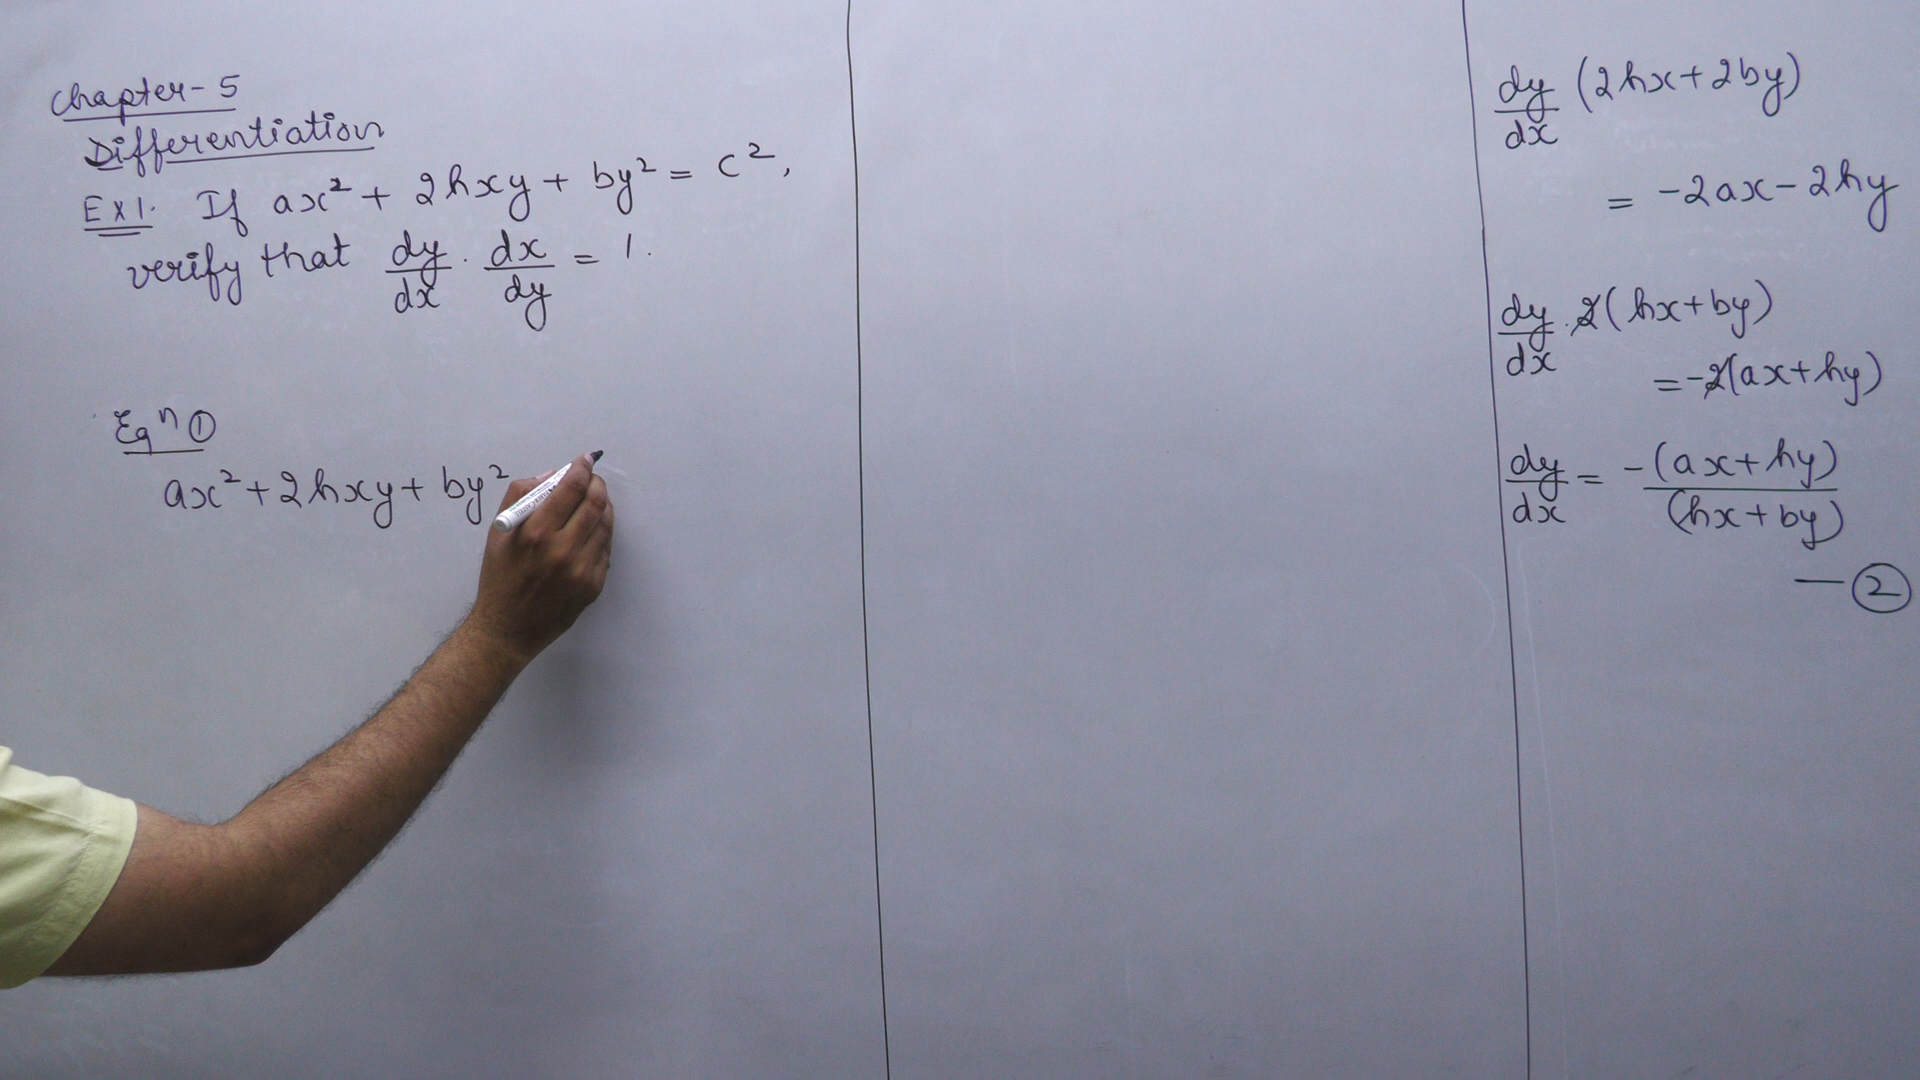 Chapter-5
Differentiation
Ex1. If ax² + 2hxy + by² = c²,
verify that dy/dx . dx/dy = 1.
Eqⁿ ①
ax² + 2hxy + by²
dy/dx (2hx+2by)
= -2ax-2hy
dy/dx . 2(hx+by)
= -2(ax+hy)
dy/dx = -(ax+hy)/(hx+by)
— ②